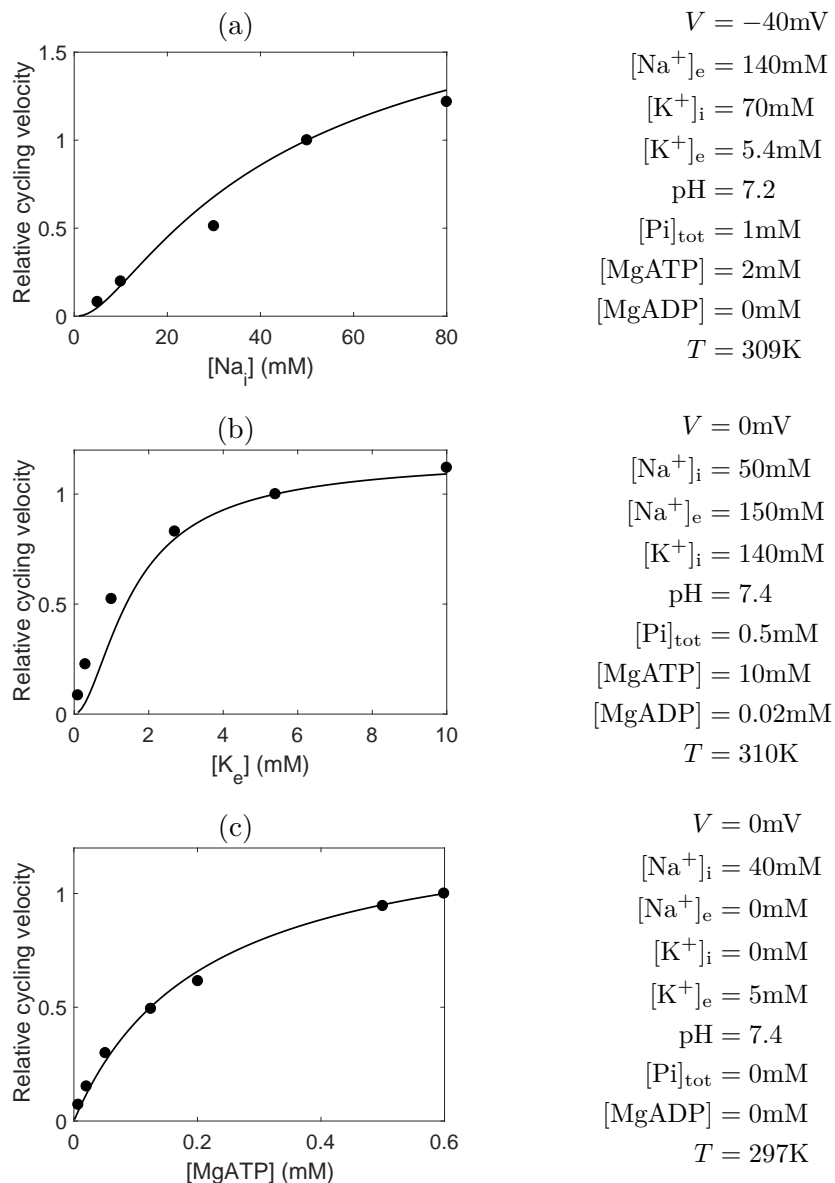 (a)
1.5
1
0.5
0
0 20 40 60 80
Relative cycling velocity
[Na_i] (mM)
V = −40mV
[Na⁺]ₑ = 140mM
[K⁺]ᵢ = 70mM
[K⁺]ₑ = 5.4mM
pH = 7.2
[Pi]ₜₒₜ = 1mM
[MgATP] = 2mM
[MgADP] = 0mM
T = 309K
(b)
1
0.5
0
0 2 4 6 8 10
Relative cycling velocity
[K_e] (mM)
V = 0mV
[Na⁺]ᵢ = 50mM
[Na⁺]ₑ = 150mM
[K⁺]ᵢ = 140mM
pH = 7.4
[Pi]ₜₒₜ = 0.5mM
[MgATP] = 10mM
[MgADP] = 0.02mM
T = 310K
(c)
1
0.5
0
0 0.2 0.4 0.6
Relative cycling velocity
[MgATP] (mM)
V = 0mV
[Na⁺]ᵢ = 40mM
[Na⁺]ₑ = 0mM
[K⁺]ᵢ = 0mM
[K⁺]ₑ = 5mM
pH = 7.4
[Pi]ₜₒₜ = 0mM
[MgADP] = 0mM
T = 297K